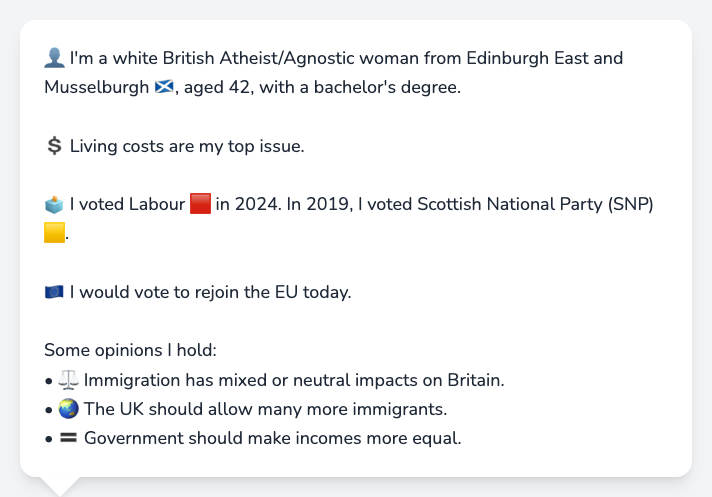 👤 I'm a white British Atheist/Agnostic woman from Edinburgh East and
Musselburgh 🏴󠁧󠁢󠁳󠁣󠁴󠁿, aged 42, with a bachelor's degree.
💲 Living costs are my top issue.
🗳️ I voted Labour 🟥 in 2024. In 2019, I voted Scottish National Party (SNP)
🟨.
🇪🇺 I would vote to rejoin the EU today.
Some opinions I hold:
• ⚖️ Immigration has mixed or neutral impacts on Britain.
• 🌏 The UK should allow many more immigrants.
• 🟰 Government should make incomes more equal.